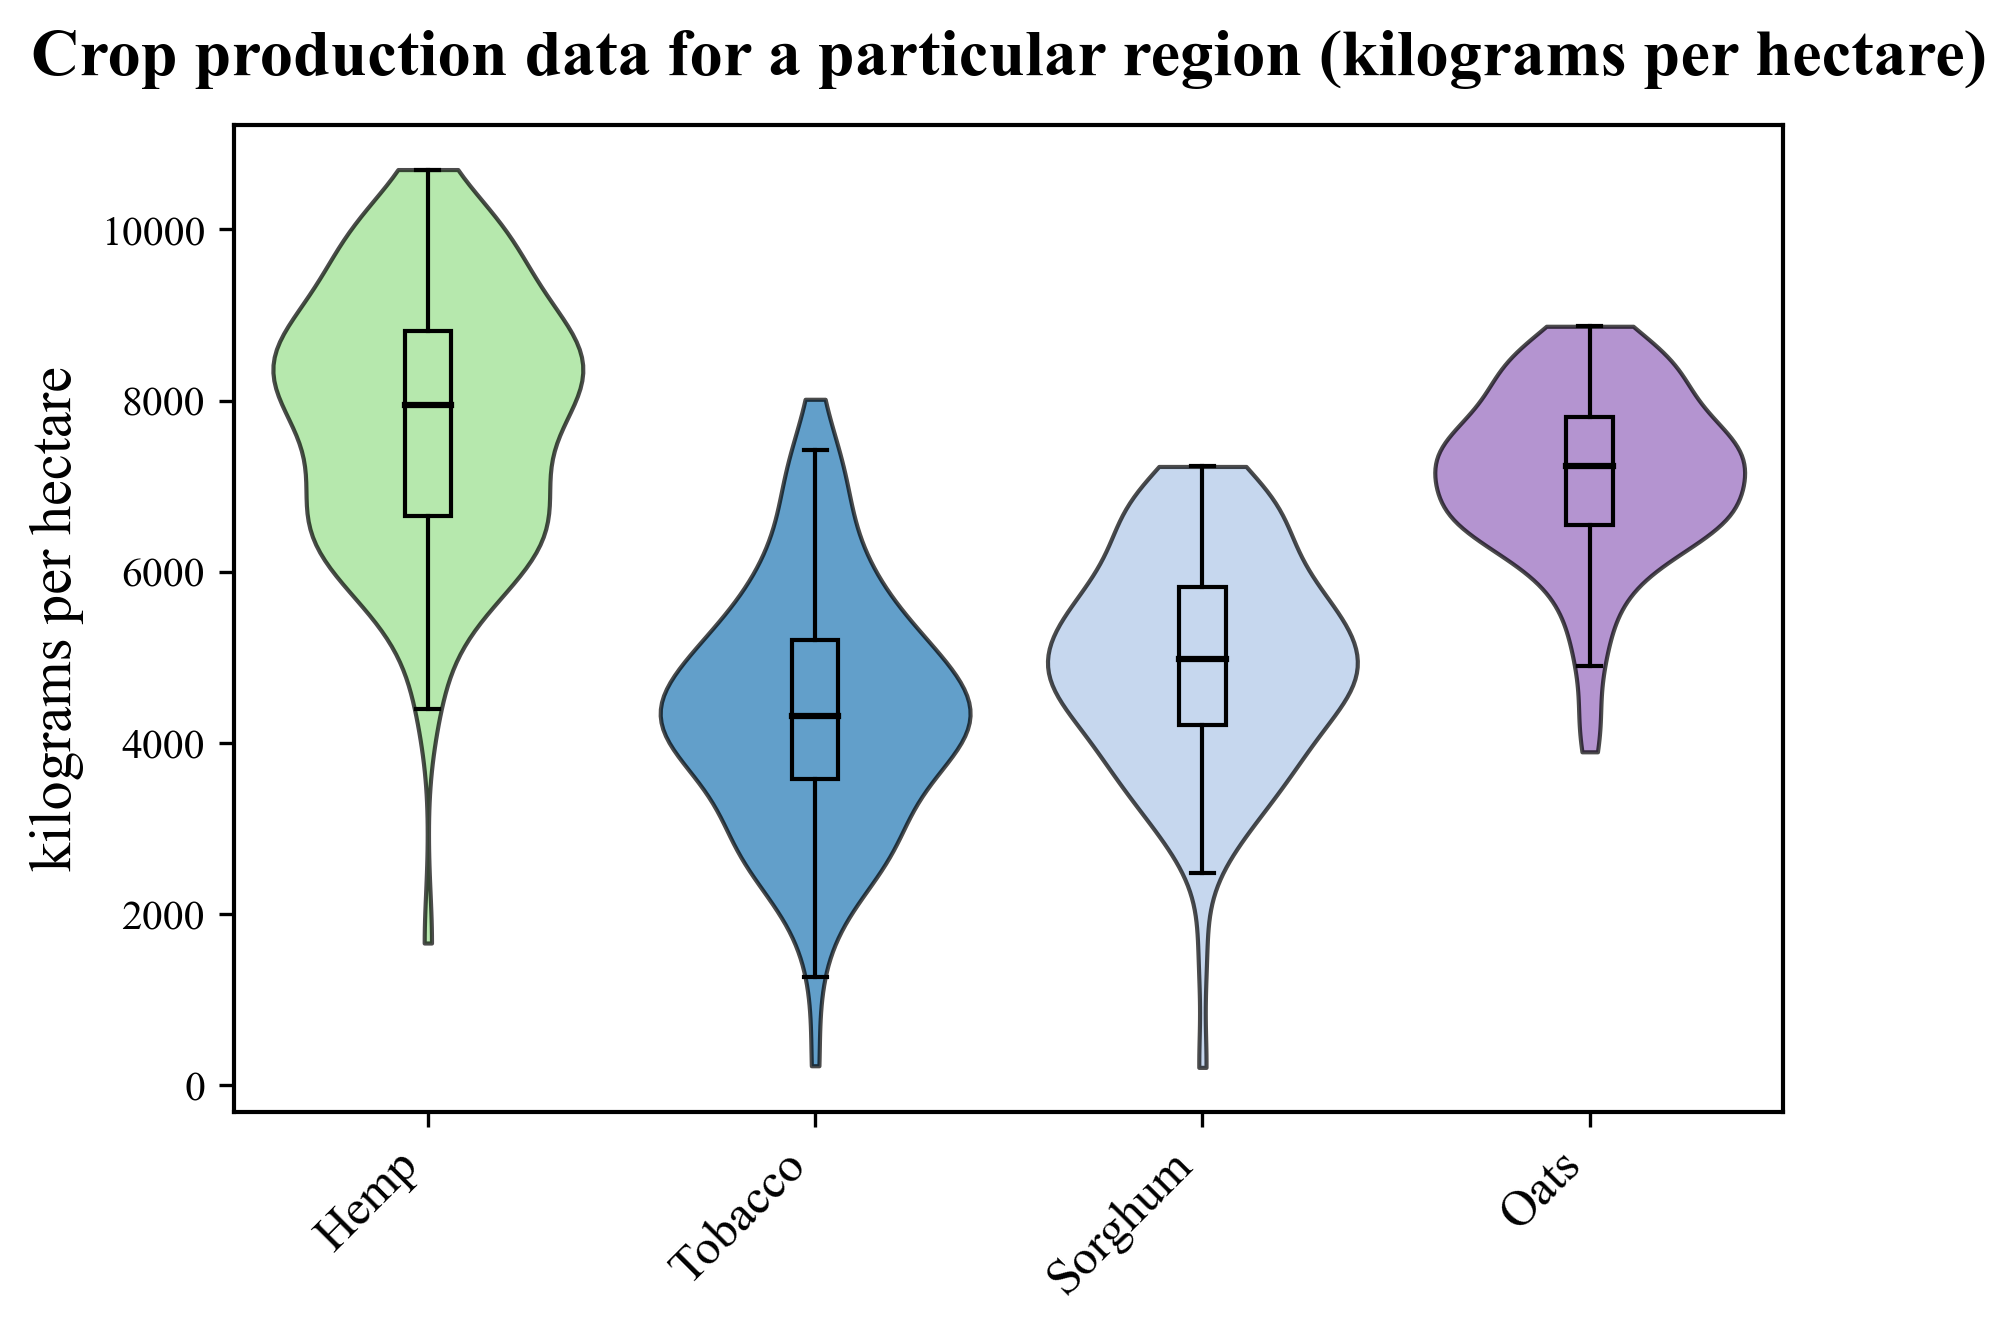 Crop production data for a particular region (kilograms per hectare)
kilograms per hectare
10000
8000
6000
4000
2000
0
Hemp
Tobacco
Sorghum
Oats